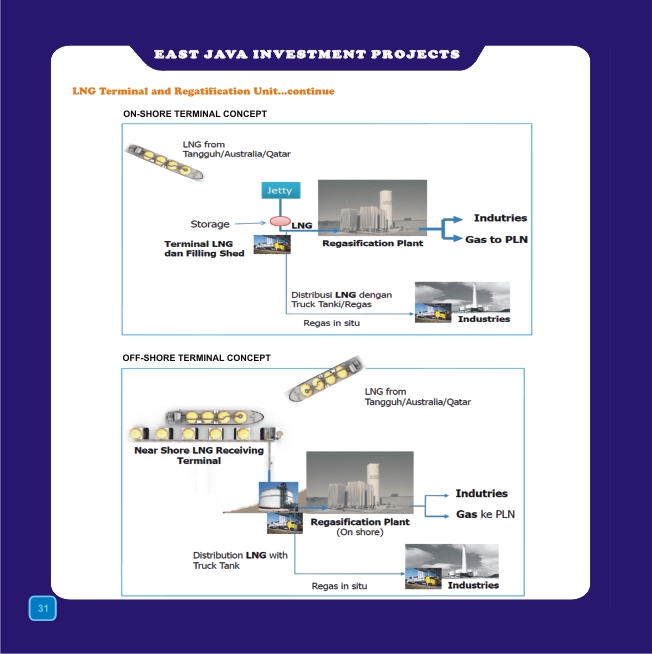 EAST JAVA INVESTMENT PROJECTS
LNG Terminal and Regatification Unit...continue
ON-SHORE TERMINAL CONCEPT
LNG from
Tangguh/Australia/Qatar
Jetty
Storage
LNG
Terminal LNG
dan Filling Shed
Regasification Plant
Indutries
Gas to PLN
Distribusi LNG dengan
Truck Tanki/Regas
Regas in situ
Industries
OFF-SHORE TERMINAL CONCEPT
LNG from
Tangguh/Australia/Qatar
Near Shore LNG Receiving
Terminal
Regasification Plant
(On shore)
Indutries
Gas ke PLN
Distribution LNG with
Truck Tank
Regas in situ
Industries
31